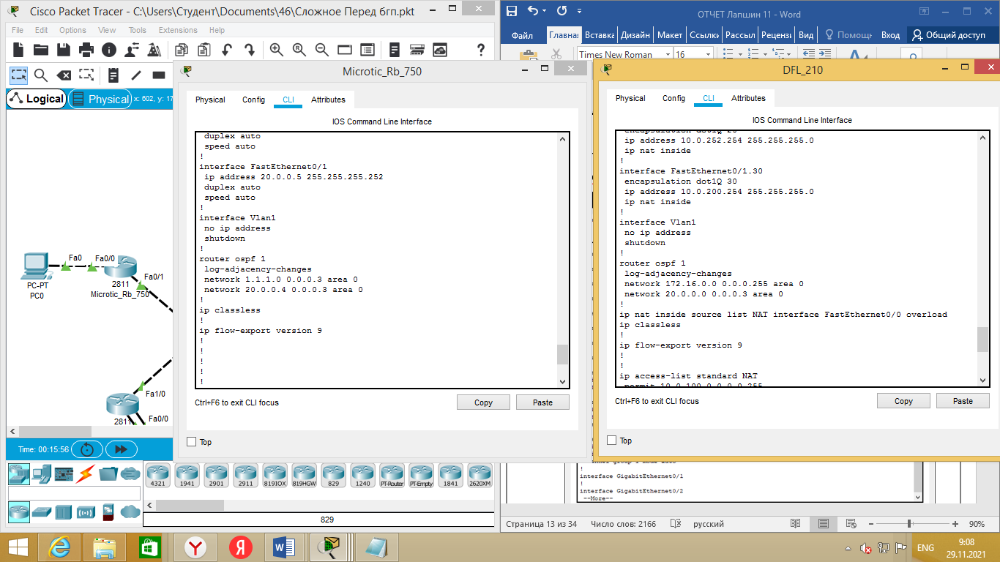 Cisco Packet Tracer - C:\Users\Студент\Documents\46\Сложное Перед бгп.pkt
File Edit Options View Tools Extensions Help
Logical
Physical
x: 602, y: 17
Fa0
Fa0/0
Fa0/1
PC-PT
PC0
2811
Microtic_Rb_750
Fa1/0
2811
Fa0/0
Time: 00:15:56
4321
1941
2901
2911
819IOX
819HGW
829
1240
PT-Router
PT-Empty
1841
2620XM
829
Microtic_Rb_750
Physical Config CLI Attributes
IOS Command Line Interface
duplex auto
speed auto
!
interface FastEthernet0/1
ip address 20.0.0.5 255.255.255.252
duplex auto
speed auto
!
interface Vlan1
no ip address
shutdown
!
router ospf 1
log-adjacency-changes
network 1.1.1.0 0.0.0.3 area 0
network 20.0.0.4 0.0.0.3 area 0
!
ip classless
!
ip flow-export version 9
!
!
!
!
!
Ctrl+F6 to exit CLI focus
Copy
Paste
Top
ОТЧЕТ Лапшин 11 - Word
Файл
Главная
Вставка
Дизайн
Макет
Ссылки
Рассыл
Рецензи
Вид
Помощь
Вход
Общий доступ
Times New Roman
16
DFL_210
Physical Config CLI Attributes
IOS Command Line Interface
encapsulation dot1Q 20
ip address 10.0.252.254 255.255.255.0
ip nat inside
!
interface FastEthernet0/1.30
encapsulation dot1Q 30
ip address 10.0.200.254 255.255.255.0
ip nat inside
!
interface Vlan1
no ip address
shutdown
!
router ospf 1
log-adjacency-changes
network 172.16.0.0 0.0.0.255 area 0
network 20.0.0.0 0.0.0.3 area 0
!
ip nat inside source list NAT interface FastEthernet0/0 overload
ip classless
!
ip flow-export version 9
!
!
ip access-list standard NAT
permit 10.0.100.0 0.0.0.255
Ctrl+F6 to exit CLI focus
Copy
Paste
Top
!
interface GigabitEthernet0/1
!
interface GigabitEthernet0/2
--More--
Страница 13 из 34
Число слов: 2166
русский
90%
ENG
9:08
29.11.2021